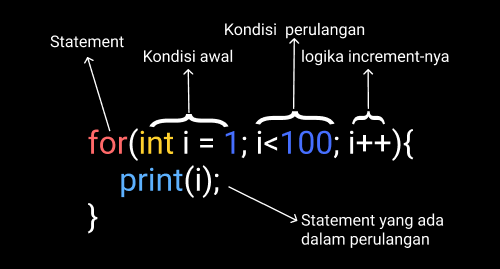 Kondisi perulangan
Statement
Kondisi awal
logika increment-nya
for(int i = 1; i<100; i++){
print(i);
}
Statement yang ada
dalam perulangan